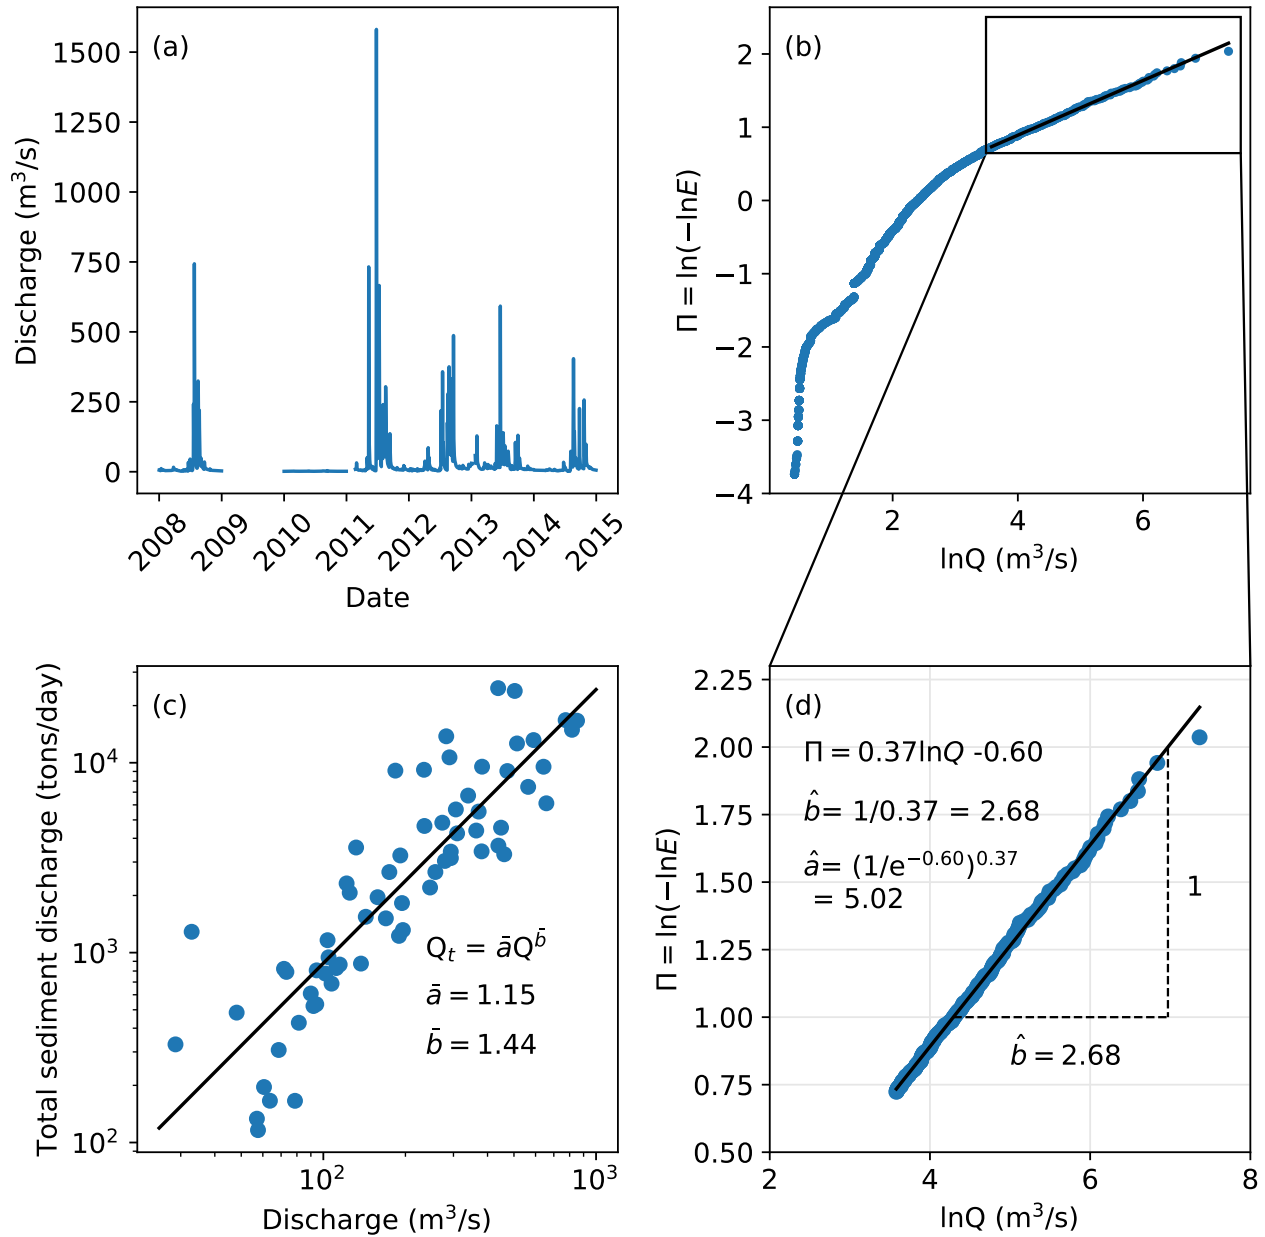 (a)
Discharge (m³/s)
1500
1250
1000
750
500
250
0
2008
2009
2010
2011
2012
2013
2014
2015
Date
(b)
Π = ln(−lnE)
2
1
0
−1
−2
−3
−4
2
4
6
lnQ (m³/s)
(c)
Total sediment discharge (tons/day)
10⁴
10³
10²
Qₜ = āQ^b̄
ā = 1.15
b̄ = 1.44
10²
10³
Discharge (m³/s)
(d)
Π = ln(−lnE)
2.25
2.00
1.75
1.50
1.25
1.00
0.75
0.50
Π = 0.37lnQ -0.60
b̂= 1/0.37 = 2.68
â= (1/e^−0.60)^0.37
= 5.02
1
b̂ = 2.68
2
4
6
8
lnQ (m³/s)